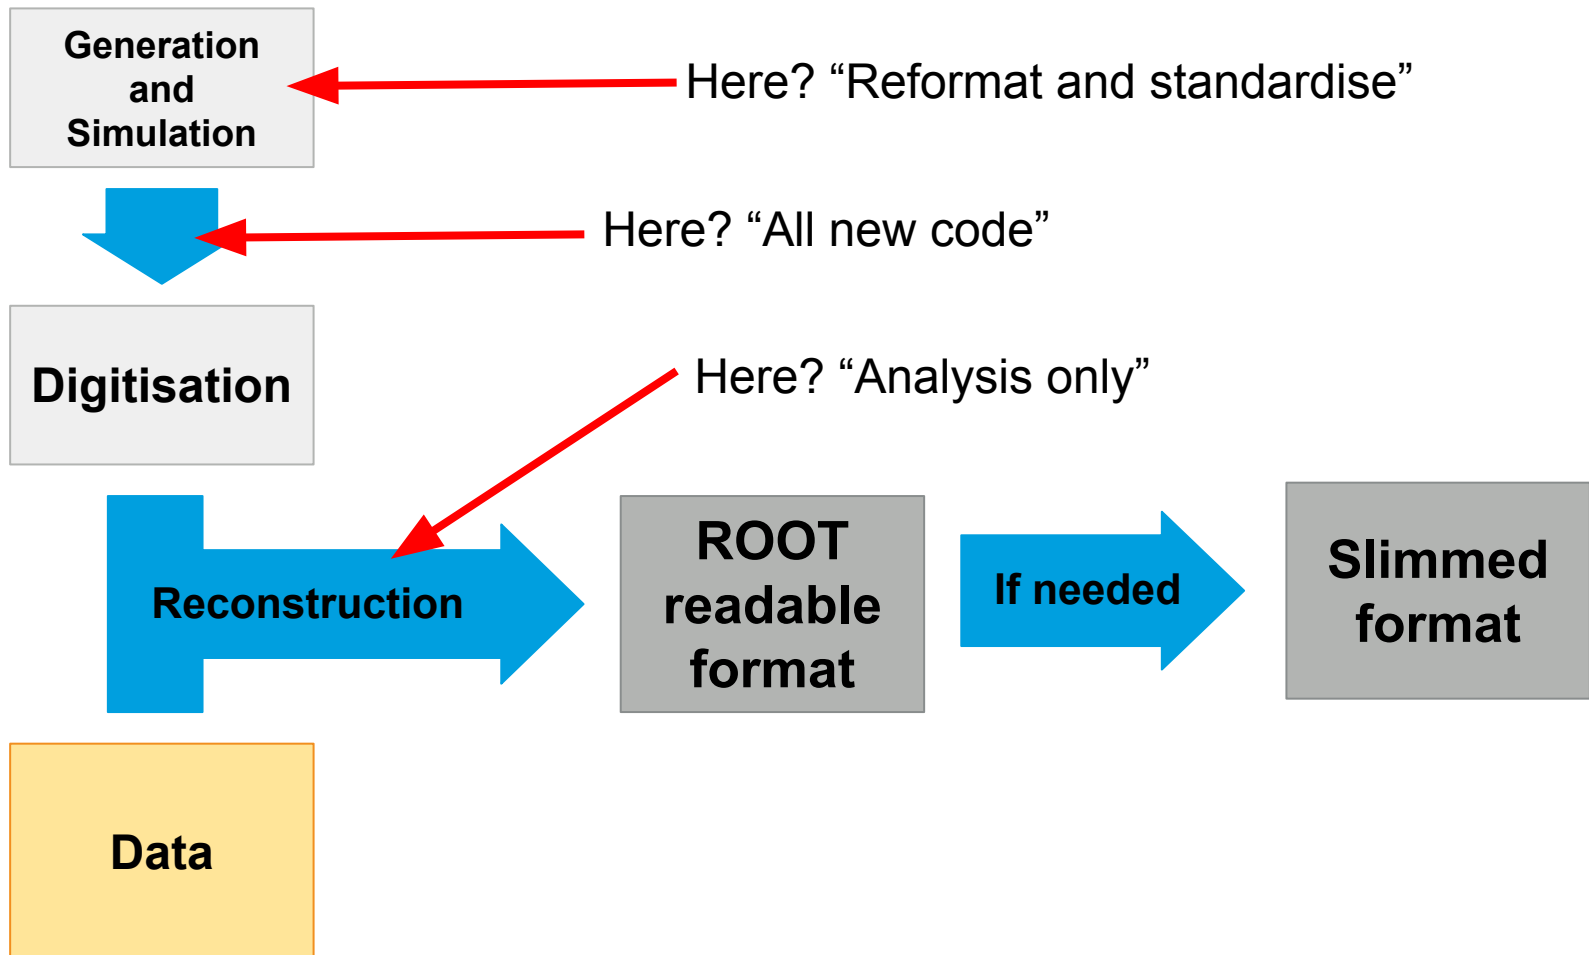 Generation
and
Simulation
Here? “Reformat and standardise”
Here? “All new code”
Digitisation
Here? “Analysis only”
Reconstruction
ROOT
readable
format
If needed
Slimmed
format
Data